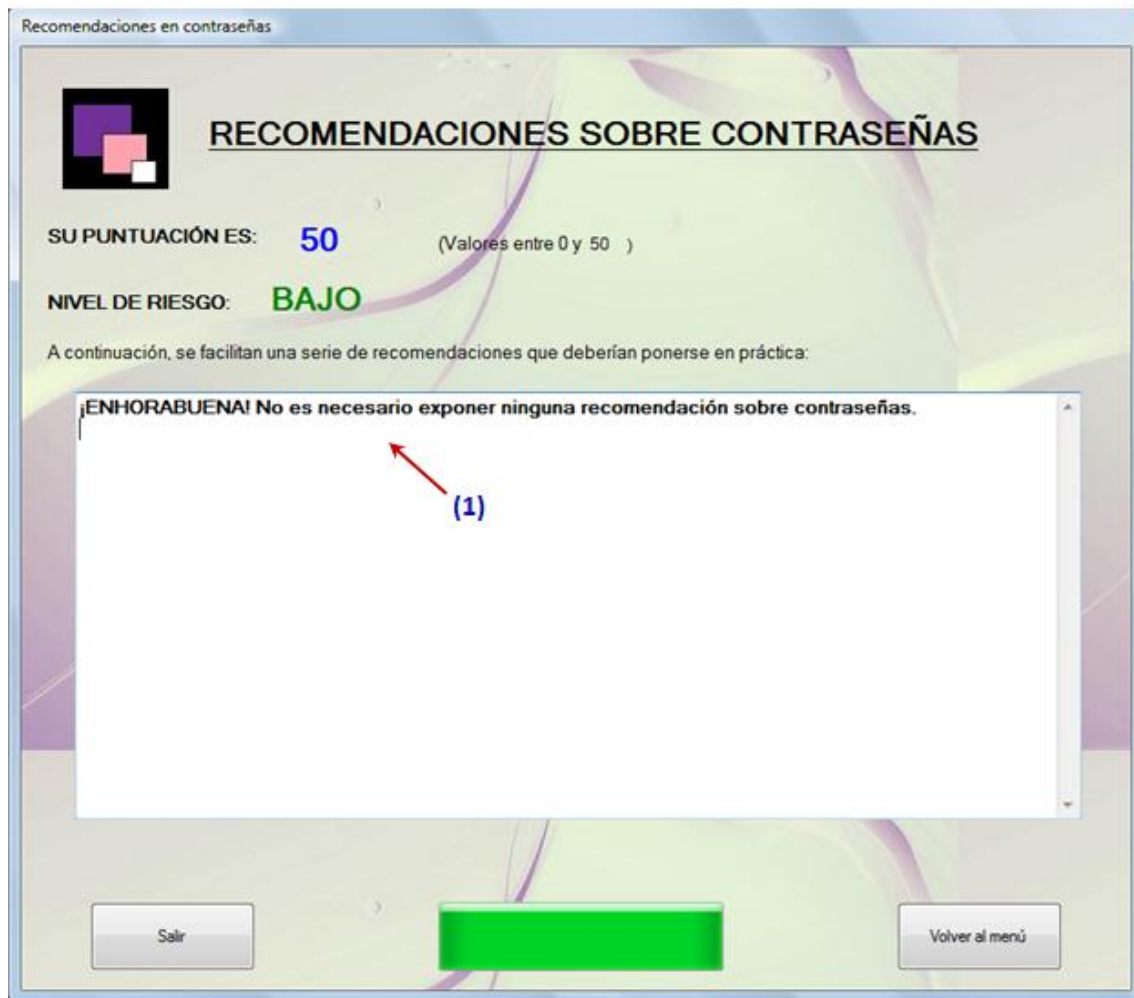 Recomendaciones en contraseñas
RECOMENDACIONES SOBRE CONTRASEÑAS
SU PUNTUACIÓN ES: 50 (Valores entre 0 y 50 )
NIVEL DE RIESGO: BAJO
A continuación, se facilitan una serie de recomendaciones que deberían ponerse en práctica:
¡ENHORABUENA! No es necesario exponer ninguna recomendación sobre contraseñas.
(1)
Salir
Volver al menú